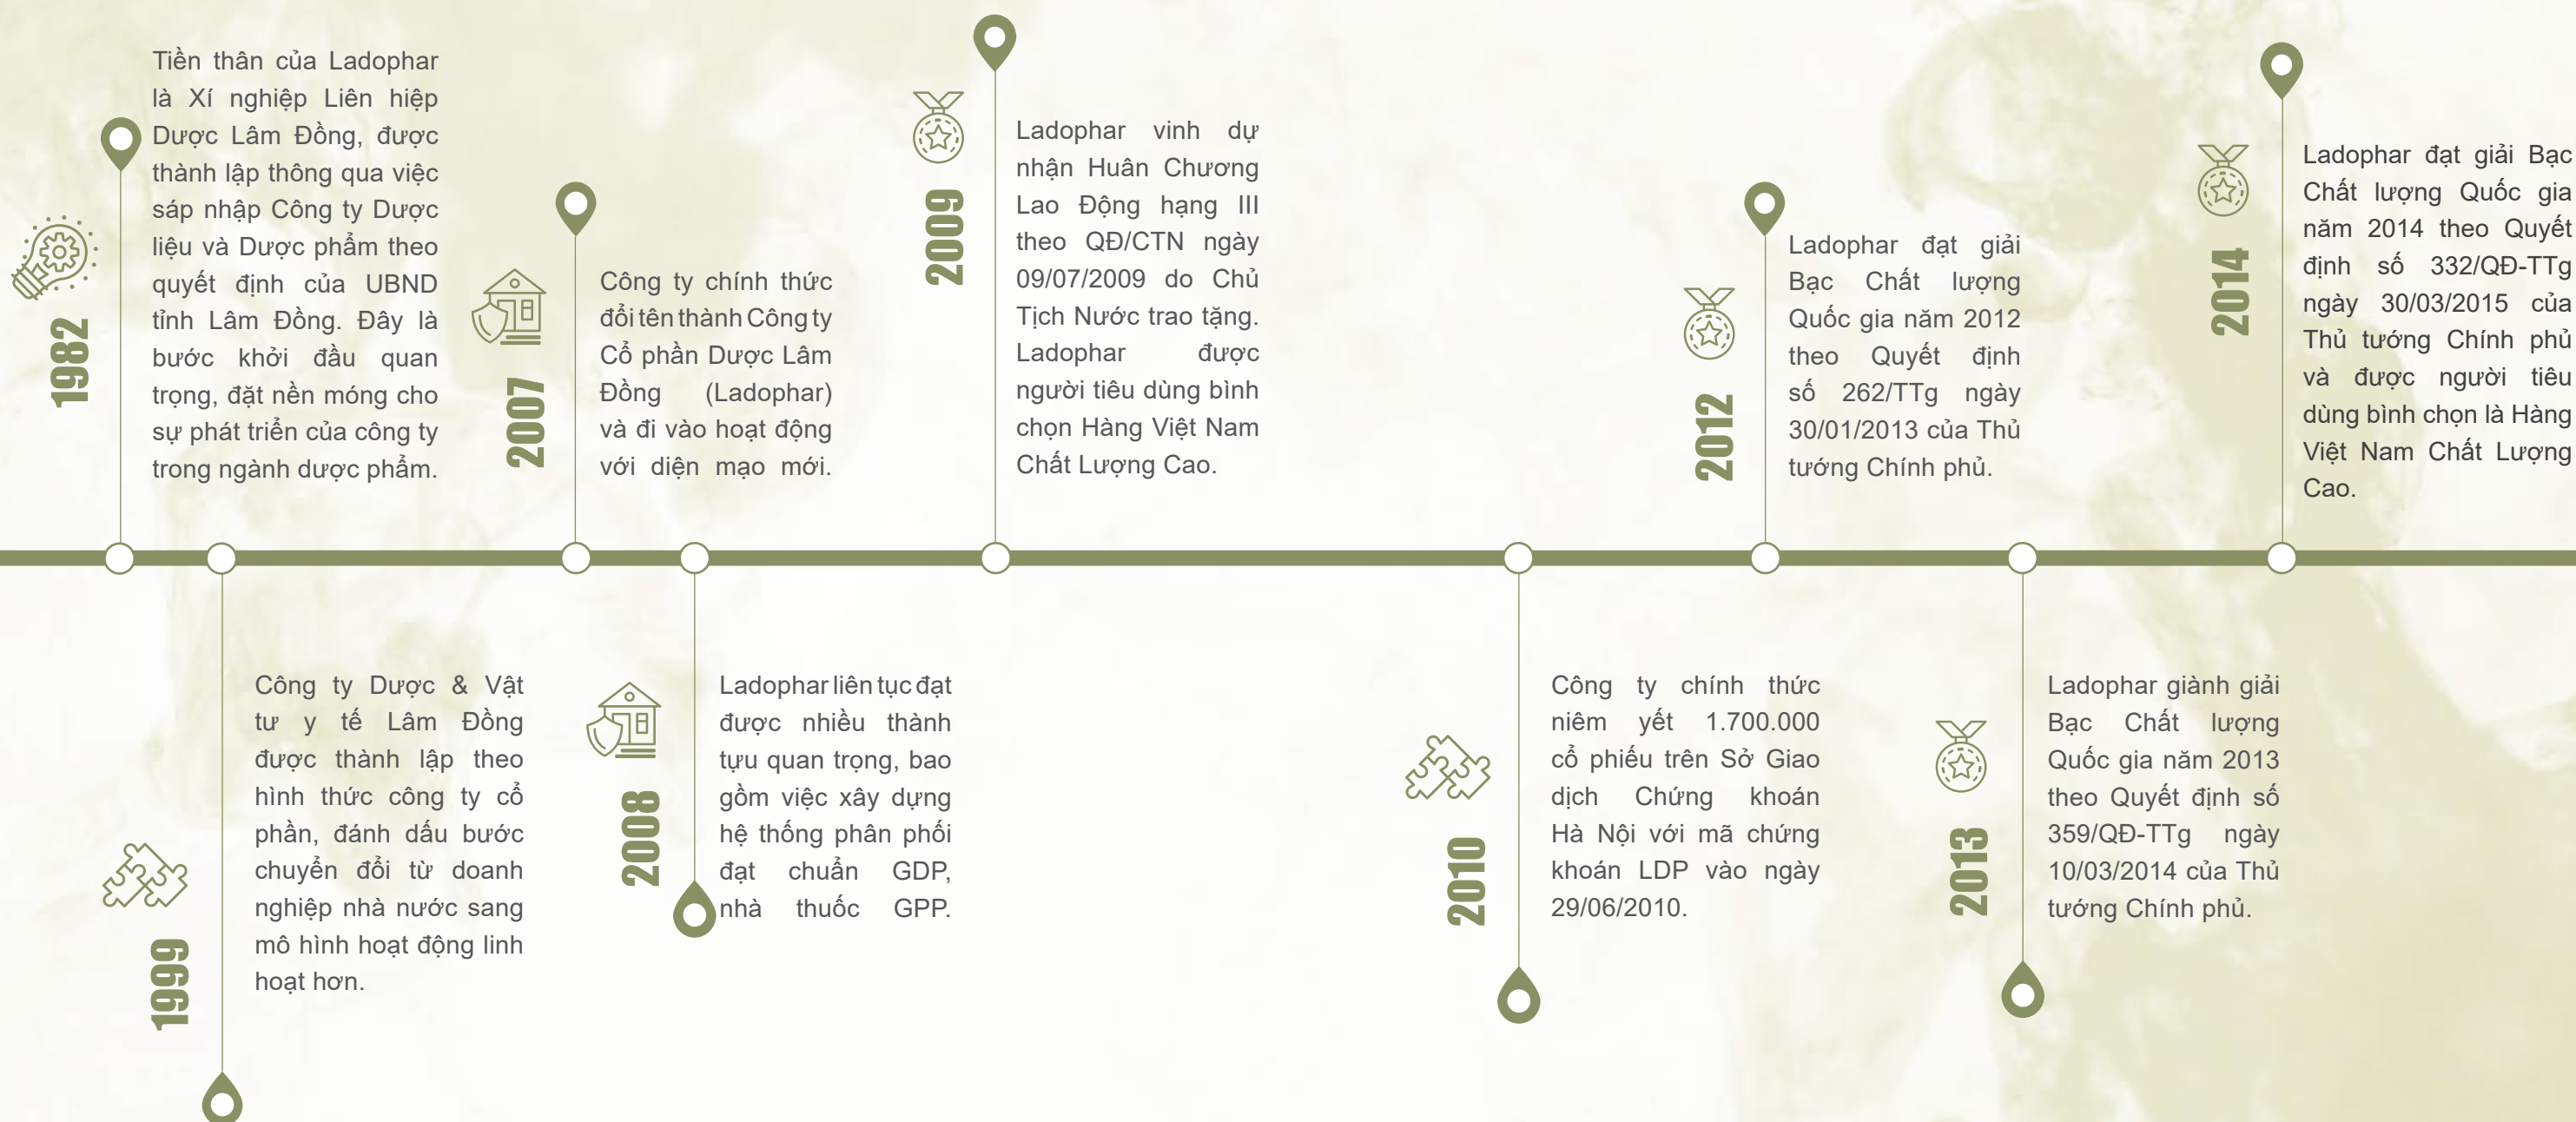 1982
Tiền thân của Ladophar
là Xí nghiệp Liên hiệp
Dược Lâm Đồng, được
thành lập thông qua việc
sáp nhập Công ty Dược
liệu và Dược phẩm theo
quyết định của UBND
tỉnh Lâm Đồng. Đây là
bước khởi đầu quan
trọng, đặt nền móng cho
sự phát triển của công ty
trong ngành dược phẩm.
1999
Công ty Dược & Vật
tư y tế Lâm Đồng
được thành lập theo
hình thức công ty cổ
phần, đánh dấu bước
chuyển đổi từ doanh
nghiệp nhà nước sang
mô hình hoạt động linh
hoạt hơn.
2007
Công ty chính thức
đổi tên thành Công ty
Cổ phần Dược Lâm
Đồng (Ladophar)
và đi vào hoạt động
với diện mạo mới.
2008
Ladophar liên tục đạt
được nhiều thành
tựu quan trọng, bao
gồm việc xây dựng
hệ thống phân phối
đạt chuẩn GDP,
nhà thuốc GPP.
2009
Ladophar vinh dự
nhận Huân Chương
Lao Động hạng III
theo QĐ/CTN ngày
09/07/2009 do Chủ
Tịch Nước trao tặng.
Ladophar được
người tiêu dùng bình
chọn Hàng Việt Nam
Chất Lượng Cao.
2010
Công ty chính thức
niêm yết 1.700.000
cổ phiếu trên Sở Giao
dịch Chứng khoán
Hà Nội với mã chứng
khoán LDP vào ngày
29/06/2010.
2012
Ladophar đạt giải
Bạc Chất lượng
Quốc gia năm 2012
theo Quyết định
số 262/TTg ngày
30/01/2013 của Thủ
tướng Chính phủ.
2013
Ladophar giành giải
Bạc Chất lượng
Quốc gia năm 2013
theo Quyết định số
359/QĐ-TTg ngày
10/03/2014 của Thủ
tướng Chính phủ.
2014
Ladophar đạt giải Bạc
Chất lượng Quốc gia
năm 2014 theo Quyết
định số 332/QĐ-TTg
ngày 30/03/2015 của
Thủ tướng Chính phủ
và được người tiêu
dùng bình chọn là Hàng
Việt Nam Chất Lượng
Cao.